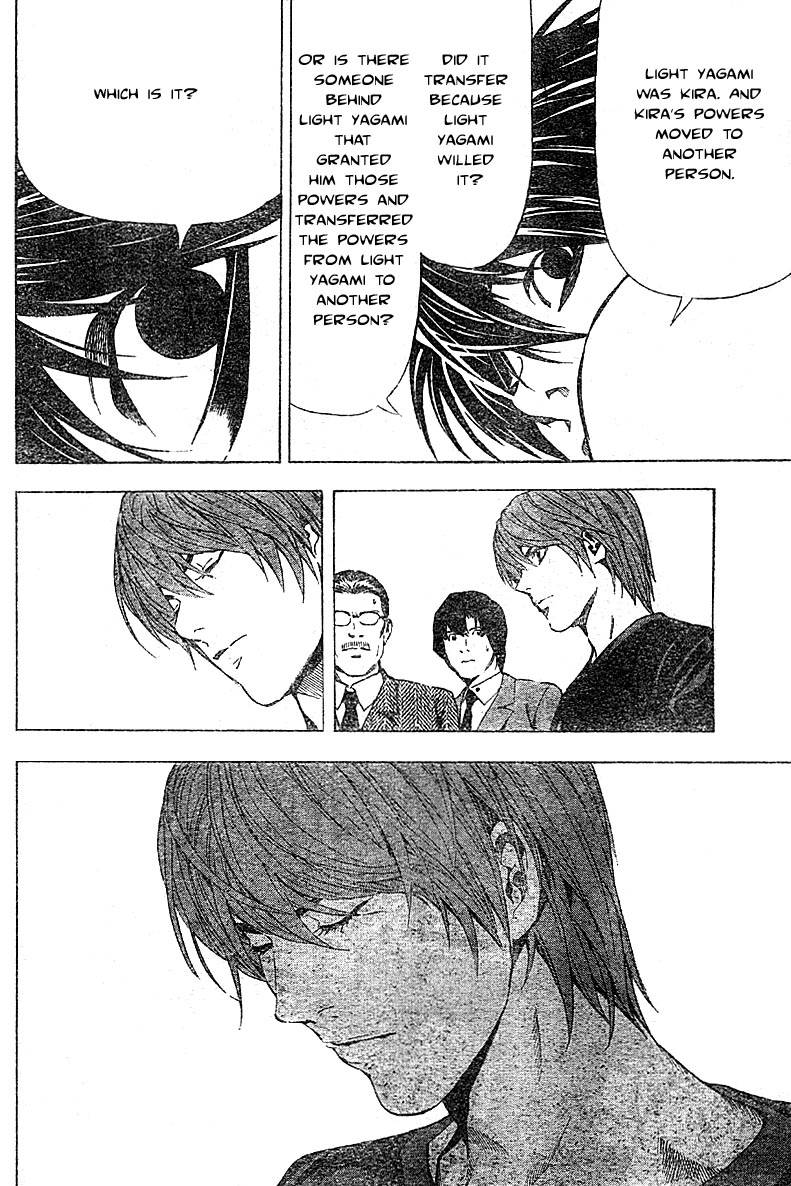 LIGHT YAGAMI
WAS KIRA. AND
KIRA'S POWERS
MOVED TO
ANOTHER
PERSON.
DID IT
TRANSFER
BECAUSE
LIGHT
YAGAMI
WILLED
IT?
OR IS THERE
SOMEONE
BEHIND
LIGHT YAGAMI
THAT
GRANTED
HIM THOSE
POWERS AND
TRANSFERRED
THE POWERS
FROM LIGHT
YAGAMI TO
ANOTHER
PERSON?
WHICH IS IT?